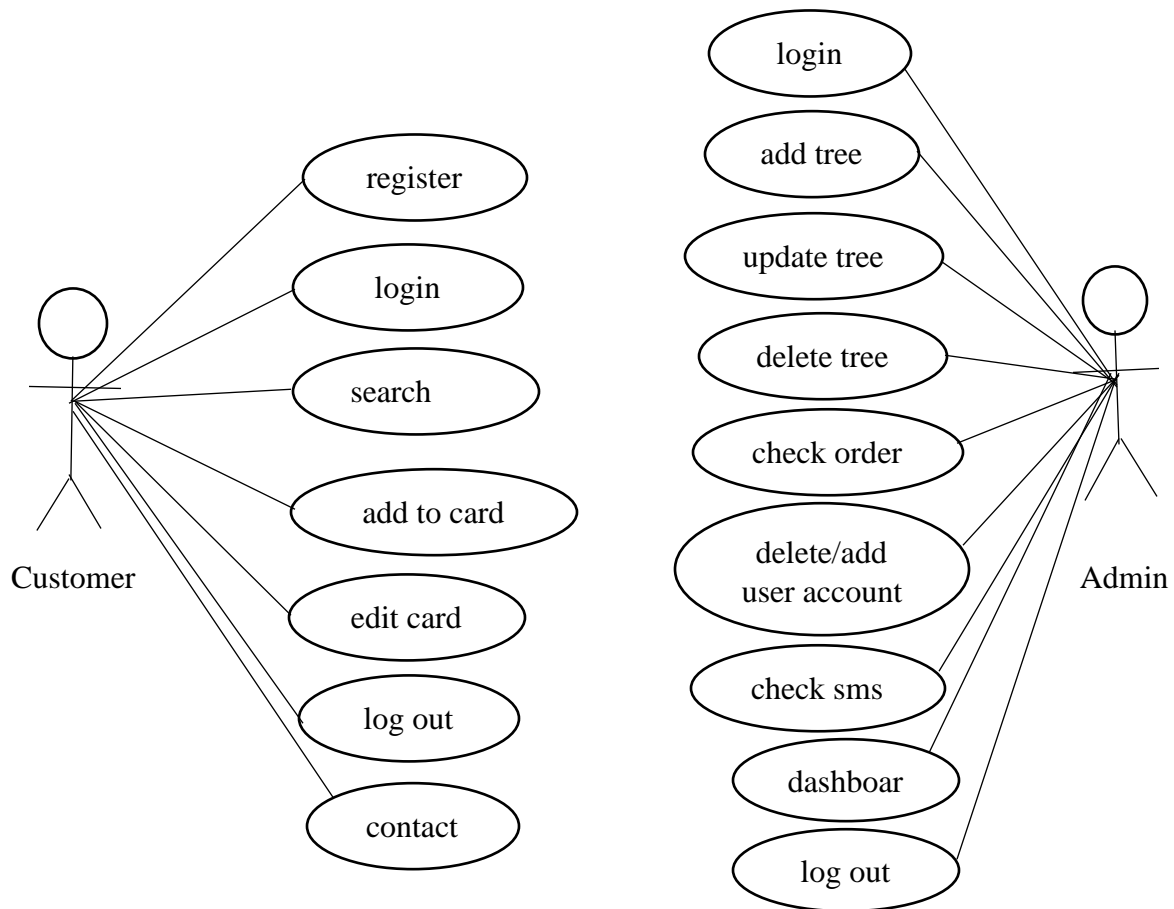 register
login
search
add to card
edit card
log out
contact
Customer
login
add tree
update tree
delete tree
check order
delete/add
user account
check sms
dashboar
log out
Admin